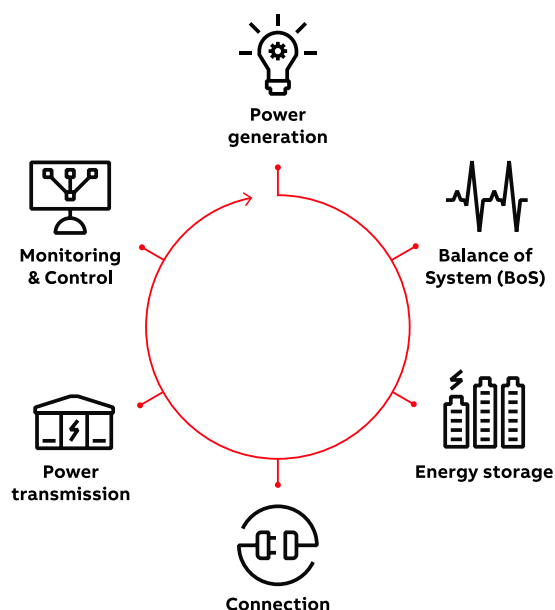 Power
generation
Balance of
System (BoS)
Energy storage
Connection
Power
transmission
Monitoring
& Control